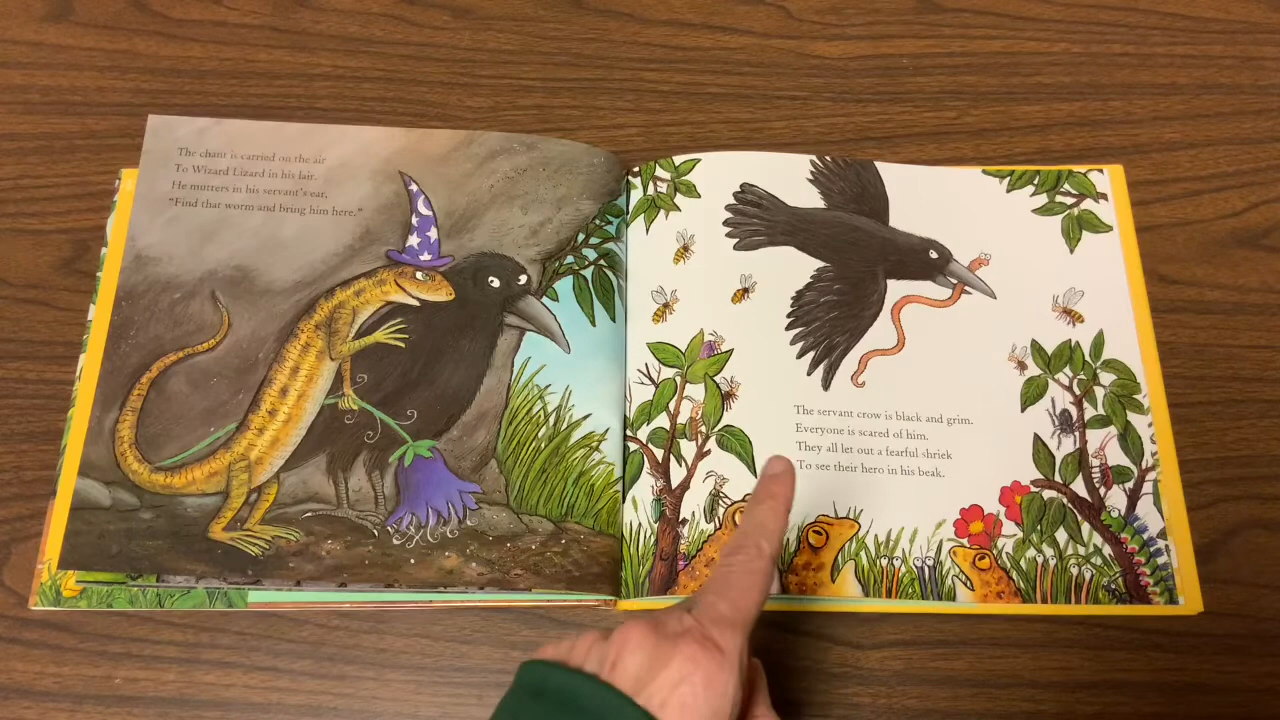 The chant is carried on the air
To Wizard Lizard in his lair.
He mutters in his servant's ear,
"Find that worm and bring him here."
The servant crow is black and grim.
Everyone is scared of him.
They all let out a fearful shriek
To see their hero in his beak.